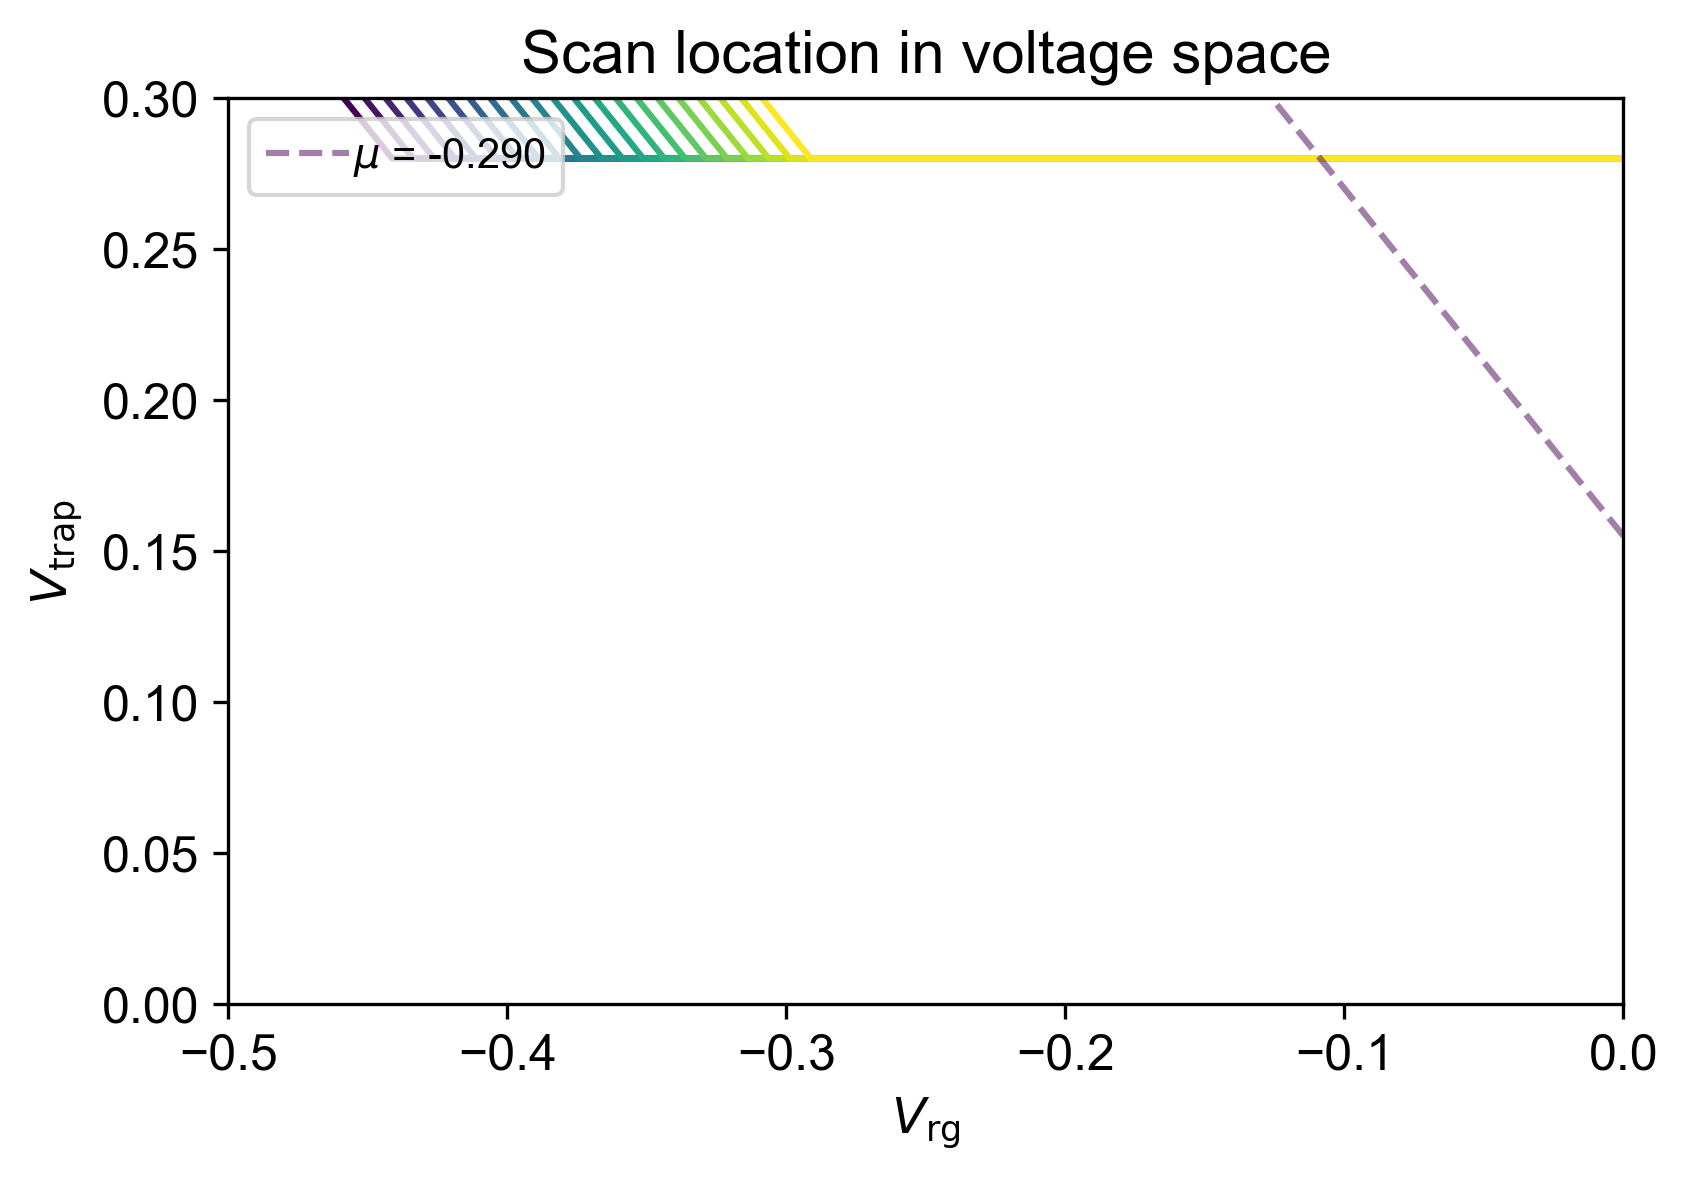 Scan location in voltage space
0.30
0.25
0.20
0.15
0.10
0.05
0.00
V_trap
μ = -0.290
−0.5 −0.4 −0.3 −0.2 −0.1 0.0
V_rg